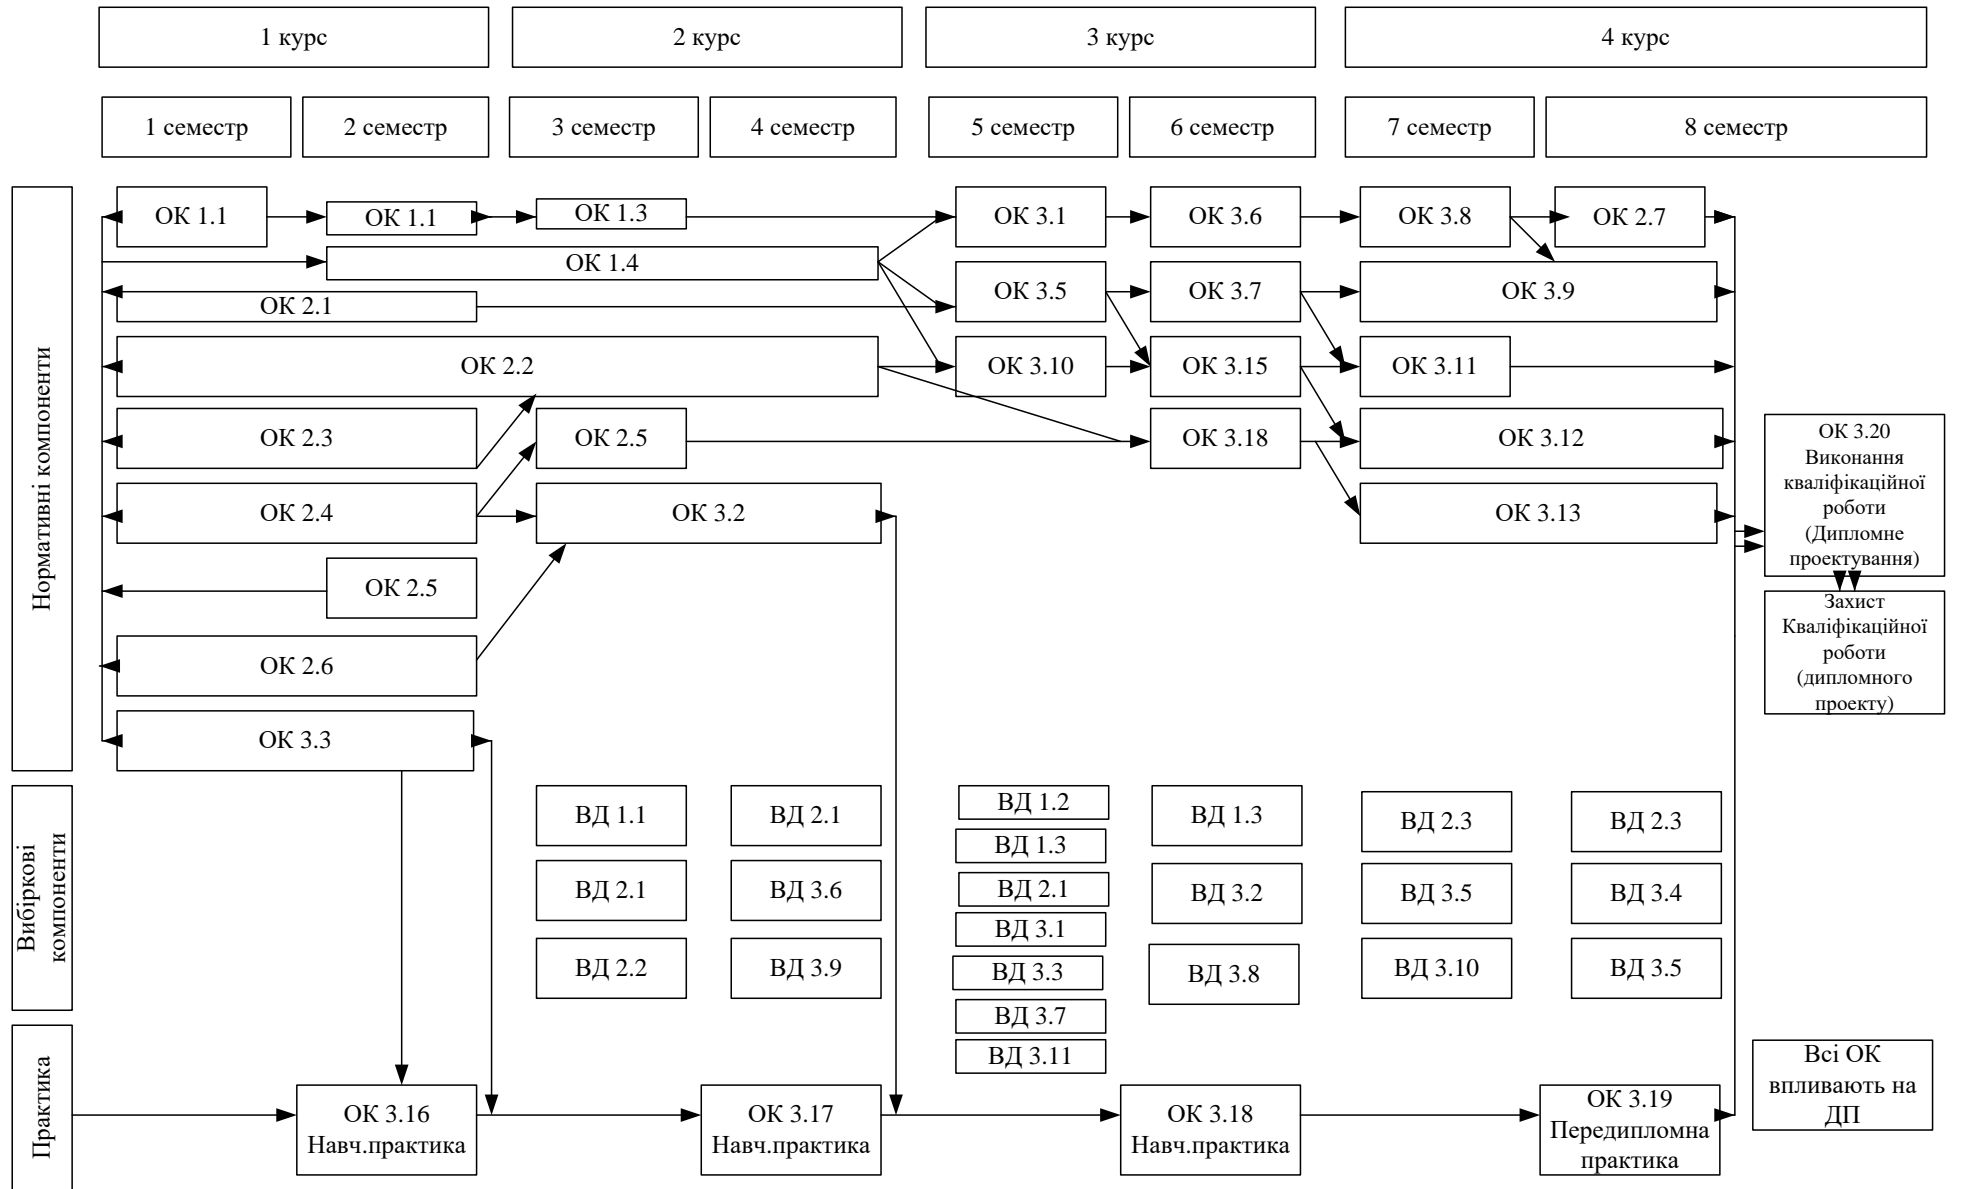 1 курс
2 курс
3 курс
4 курс
1 семестр
2 семестр
3 семестр
4 семестр
5 семестр
6 семестр
7 семестр
8 семестр
Нормативні компоненти
ОК 1.1
ОК 1.1
ОК 1.3
ОК 3.1
ОК 3.6
ОК 3.8
ОК 2.7
ОК 1.4
ОК 2.1
ОК 3.5
ОК 3.7
ОК 3.9
ОК 2.2
ОК 3.10
ОК 3.15
ОК 3.11
ОК 2.3
ОК 2.5
ОК 3.18
ОК 3.12
ОК 2.4
ОК 3.2
ОК 3.13
ОК 2.5
ОК 2.6
ОК 3.3
ОК 3.20
Виконання
кваліфікаційної
роботи
(Дипломне
проектування)
Захист
Кваліфікаційної
роботи
(дипломного
проекту)
Вибіркові
компоненти
ВД 1.1
ВД 2.1
ВД 2.2
ВД 2.1
ВД 3.6
ВД 3.9
ВД 1.2
ВД 1.3
ВД 2.1
ВД 3.1
ВД 3.3
ВД 3.7
ВД 3.11
ВД 1.3
ВД 3.2
ВД 3.8
ВД 2.3
ВД 3.5
ВД 3.10
ВД 2.3
ВД 3.4
ВД 3.5
Практика
ОК 3.16
Навч.практика
ОК 3.17
Навч.практика
ОК 3.18
Навч.практика
ОК 3.19
Передипломна
практика
Всі ОК
впливають на
ДП